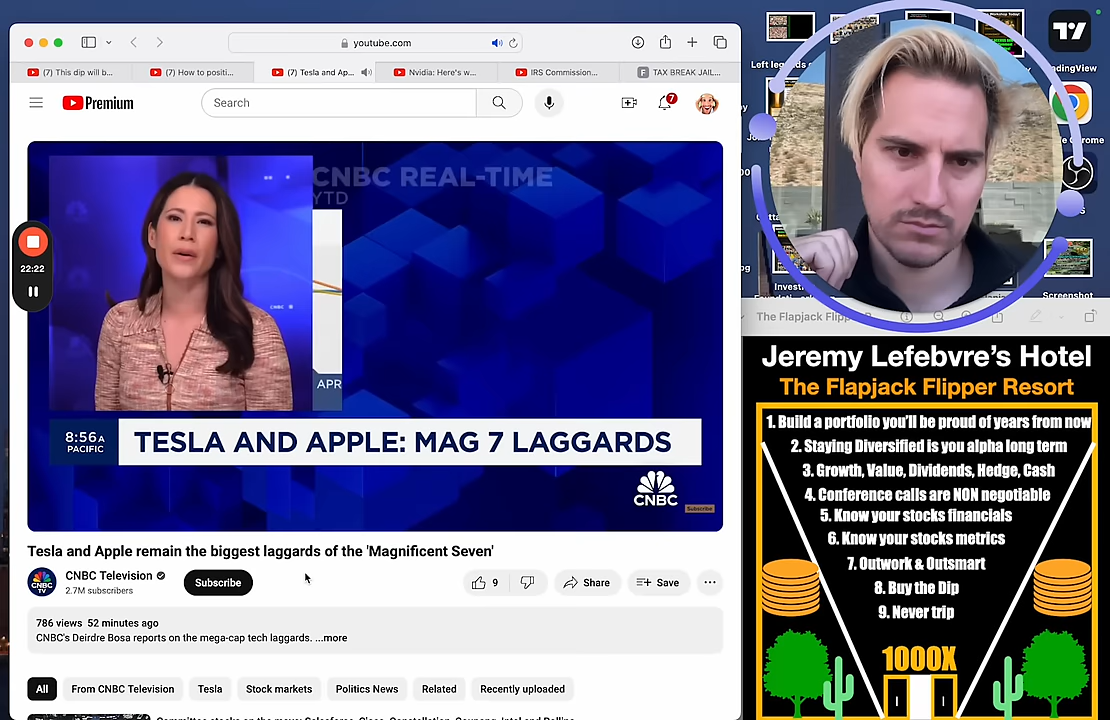 youtube.com
(7) This dip will b...
(7) How to positi...
(7) Tesla and Ap...
Nvidia: Here's w...
IRS Commission...
TAX BREAK JAIL...
Premium
Search
7
CNBC REAL-TIME
YTD
APR
22:22
8:56A
PACIFIC
TESLA AND APPLE: MAG 7 LAGGARDS
CNBC
Subscribe
Tesla and Apple remain the biggest laggards of the 'Magnificent Seven'
CNBC Television
2.7M subscribers
Subscribe
9
Share
Save
786 views 52 minutes ago
CNBC's Deirdre Bosa reports on the mega-cap tech laggards. ...more
All
From CNBC Television
Tesla
Stock markets
Politics News
Related
Recently uploaded
The Flapjack Flipp
Jeremy Lefebvre's Hotel
The Flapjack Flipper Resort
1. Build a portfolio you'll be proud of years from now
2. Staying Diversified is you alpha long term
3. Growth, Value, Dividends, Hedge, Cash
4. Conference calls are NON negotiable
5. Know your stocks financials
6. Know your stocks metrics
7. Outwork & Outsmart
8. Buy the Dip
9. Never trip
1000X
Screenshot